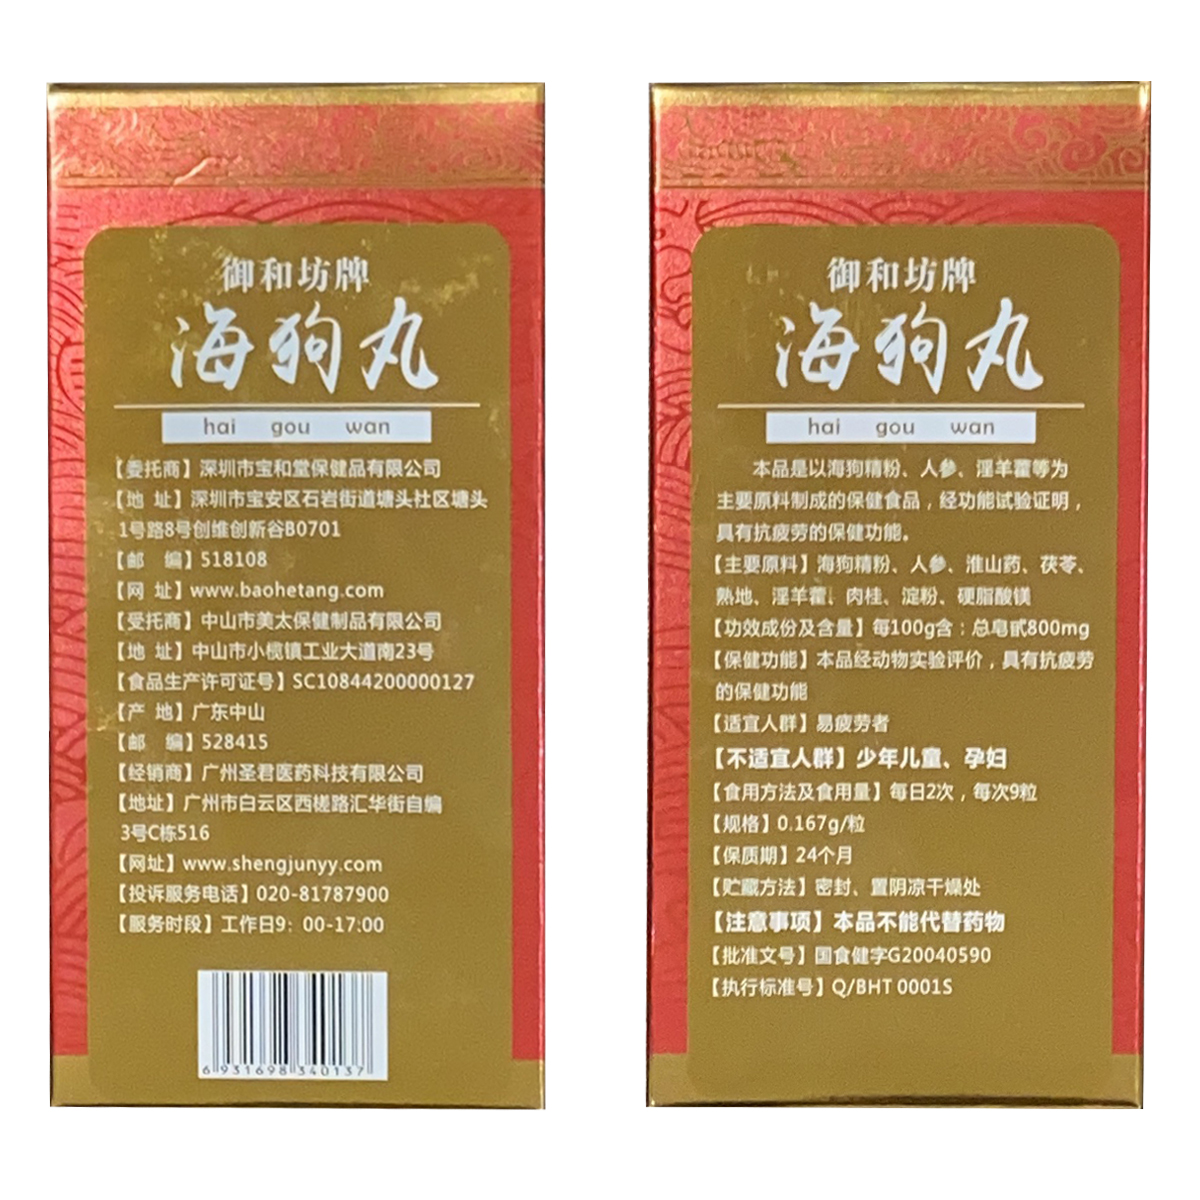 御和坊牌
海狗丸
hai gou wan
【委托商】深圳市宝和堂保健品有限公司
【地 址】深圳市宝安区石岩街道塘头社区塘头
1号路8号创维创新谷B0701
【邮 编】518108
【网 址】www.baohetang.com
【受托商】中山市美太保健制品有限公司
【地 址】中山市小榄镇工业大道南23号
【食品生产许可证号】SC10844200000127
【产 地】广东中山
【邮 编】528415
【经销商】广州圣君医药科技有限公司
【地址】广州市白云区西槎路汇华街自编
3号C栋516
【网址】www.shengjunyy.com
【投诉服务电话】020-81787900
【服务时段】工作日9：00-17:00
6 931698 340137
御和坊牌
海狗丸
hai gou wan
本品是以海狗精粉、人参、淫羊藿等为
主要原料制成的保健食品，经功能试验证明，
具有抗疲劳的保健功能。
【主要原料】海狗精粉、人参、淮山药、茯苓、
熟地、淫羊藿、肉桂、淀粉、硬脂酸镁
【功效成份及含量】每100g含：总皂甙800mg
【保健功能】本品经动物实验评价，具有抗疲劳
的保健功能
【适宜人群】易疲劳者
【不适宜人群】少年儿童、孕妇
【食用方法及食用量】每日2次，每次9粒
【规格】0.167g/粒
【保质期】24个月
【贮藏方法】密封、置阴凉干燥处
【注意事项】本品不能代替药物
【批准文号】国食健字G20040590
【执行标准号】Q/BHT 0001S